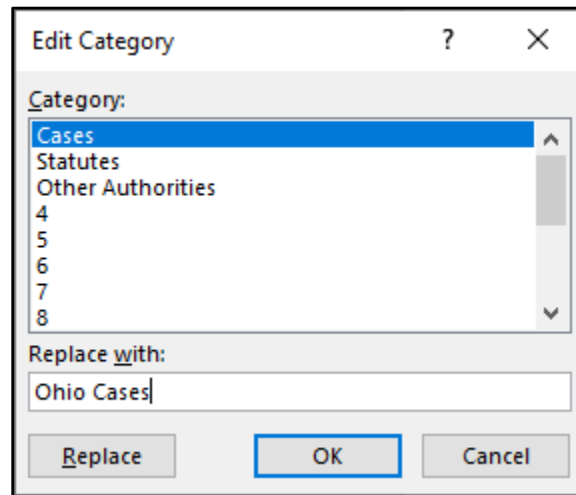 Edit Category ? ×
Category:
Cases
Statutes
Other Authorities
4
5
6
7
8
Replace with:
Ohio Cases
Replace OK Cancel